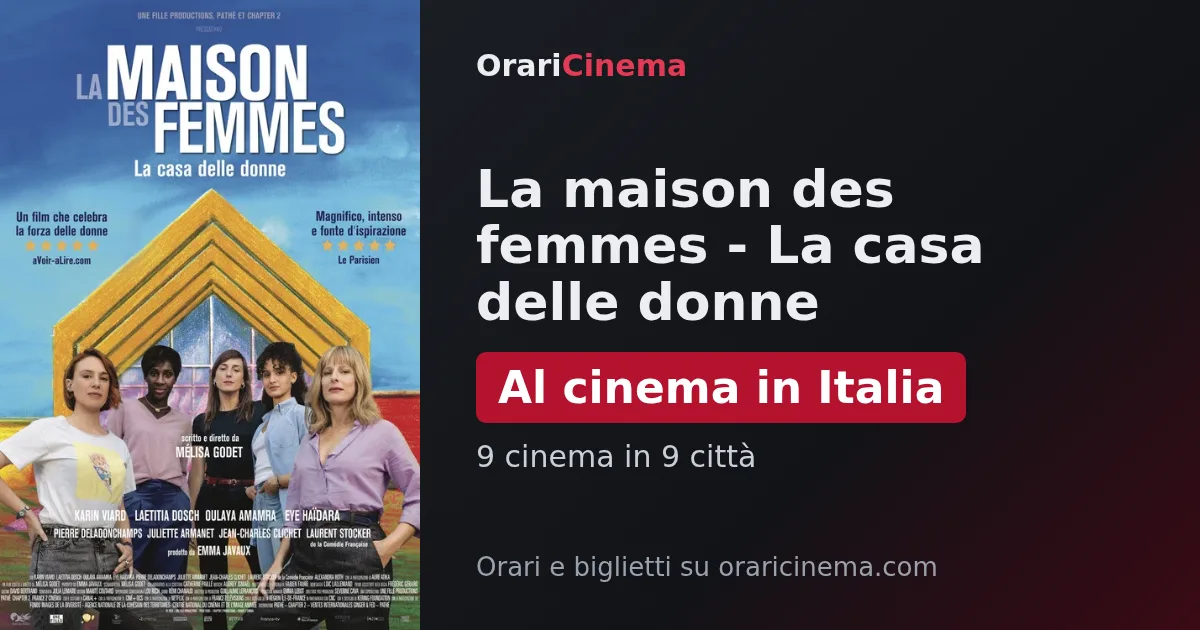 UNE FILLE PRODUCTIONS, PATHÉ ET CHAPTER 2
LA MAISON
DES FEMMES
La casa delle donne
Un film che celebra
la forza delle donne
aVoir-aLire.com
Magnifico, intenso
e fonte d'ispirazione
Le Parisien
scritto e diretto da
MÉLISA GODET
KARIN VIARD LAETITIA DOSCH OULAYA AMAMRA EYE HAÏDARA
PIERRE DELADONCHAMPS JULIETTE ARMANET JEAN-CHARLES CLICHET LAURENT STOCKER
de la Comédie Française
prodotto da EMMA JAVAUX
OrariCinema
La maison des
femmes - La casa
delle donne
Al cinema in Italia
9 cinema in 9 città
Orari e biglietti su oraricinema.com